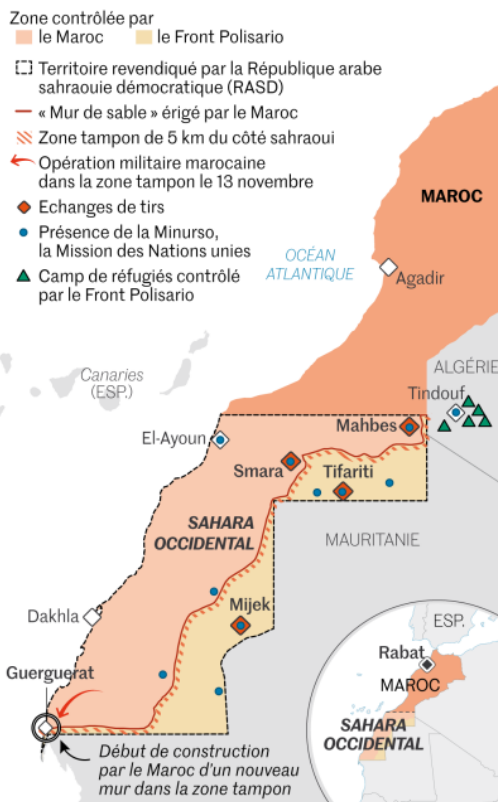 Zone contrôlée par
le Maroc
le Front Polisario
Territoire revendiqué par la République arabe
sahraouie démocratique (RASD)
« Mur de sable » érigé par le Maroc
Zone tampon de 5 km du côté sahraoui
Opération militaire marocaine
dans la zone tampon le 13 novembre
Echanges de tirs
Présence de la Minurso,
la Mission des Nations unies
Camp de réfugiés contrôlé
par le Front Polisario
MAROC
OCÉAN
ATLANTIQUE
Agadir
ALGÉRIE
Canaries
(ESP.)
Tindouf
El-Ayoun
Mahbes
Smara
Tifariti
SAHARA
OCCIDENTAL
MAURITANIE
Dakhla
Mijek
Guerguerat
ESP.
Rabat
MAROC
SAHARA
OCCIDENTAL
Début de construction
par le Maroc d'un nouveau
mur dans la zone tampon